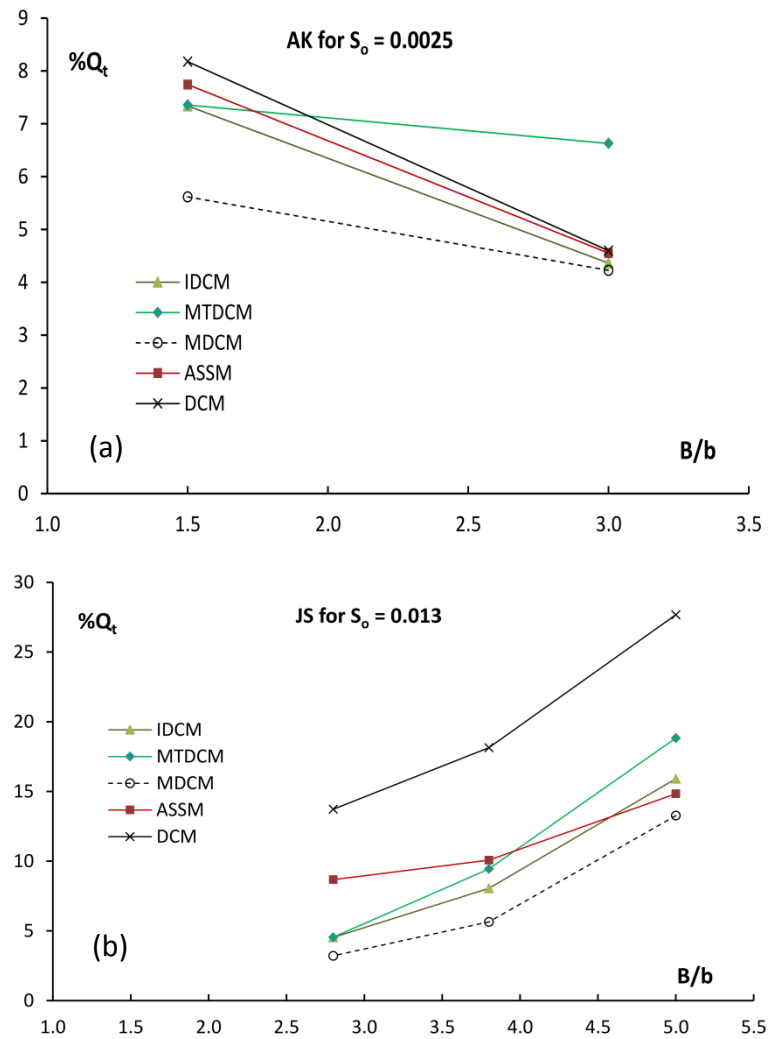 AK for So = 0.0025
%Qt
9
8
7
6
5
4
3
2
1
0
IDCM
MTDCM
MDCM
ASSM
DCM
(a)
B/b
1.0 1.5 2.0 2.5 3.0 3.5
JS for So = 0.013
%Qt
30
25
20
15
10
5
0
IDCM
MTDCM
MDCM
ASSM
DCM
(b)
B/b
1.0 1.5 2.0 2.5 3.0 3.5 4.0 4.5 5.0 5.5